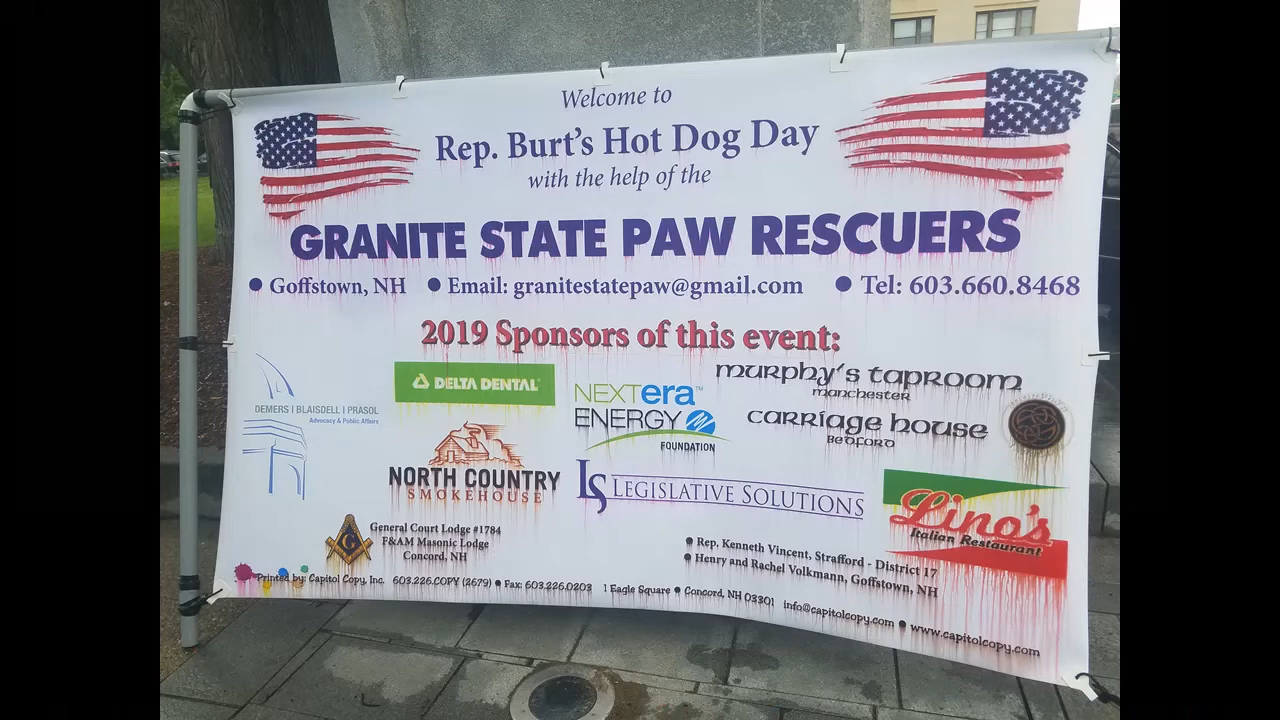 Welcome to
Rep. Burt's Hot Dog Day
with the help of the
GRANITE STATE PAW RESCUERS
● Goffstown, NH ● Email: granitestatepaw@gmail.com ● Tel: 603.660.8468
2019 Sponsors of this event:
DEMERS | BLAISDELL | PRASOL
Advocacy & Public Affairs
DELTA DENTAL
NEXTera™
ENERGY
FOUNDATION
murphy's taproom
manchester
carriage house
Bedford
NORTH COUNTRY
SMOKEHOUSE
LS LEGISLATIVE SOLUTIONS
Lino's
Italian Restaurant
G
General Court Lodge #1784
F&AM Masonic Lodge
Concord, NH
● Rep. Kenneth Vincent, Strafford - District 17
● Henry and Rachel Volkmann, Goffstown, NH
Printed by: Capitol Copy, Inc. 603.226.COPY (2679) ● Fax: 603.226.0203 1 Eagle Square ● Concord, NH 03301 info@capitolcopy.com ● www.capitolcopy.com